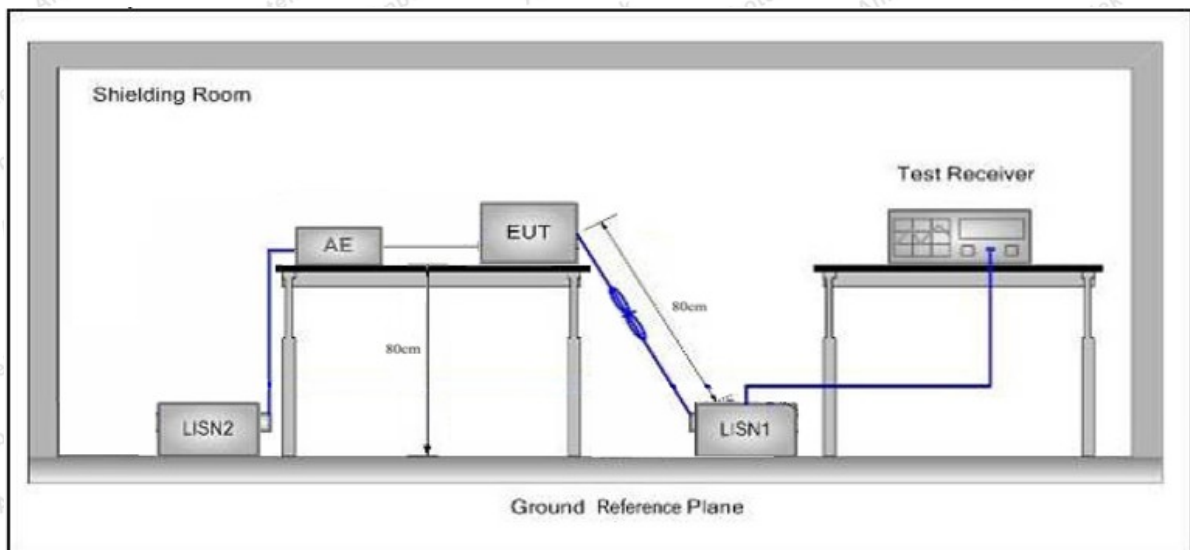 Shielding Room
Test Receiver
AE
EUT
80cm
80cm
LISN2
LISN1
Ground Reference Plane